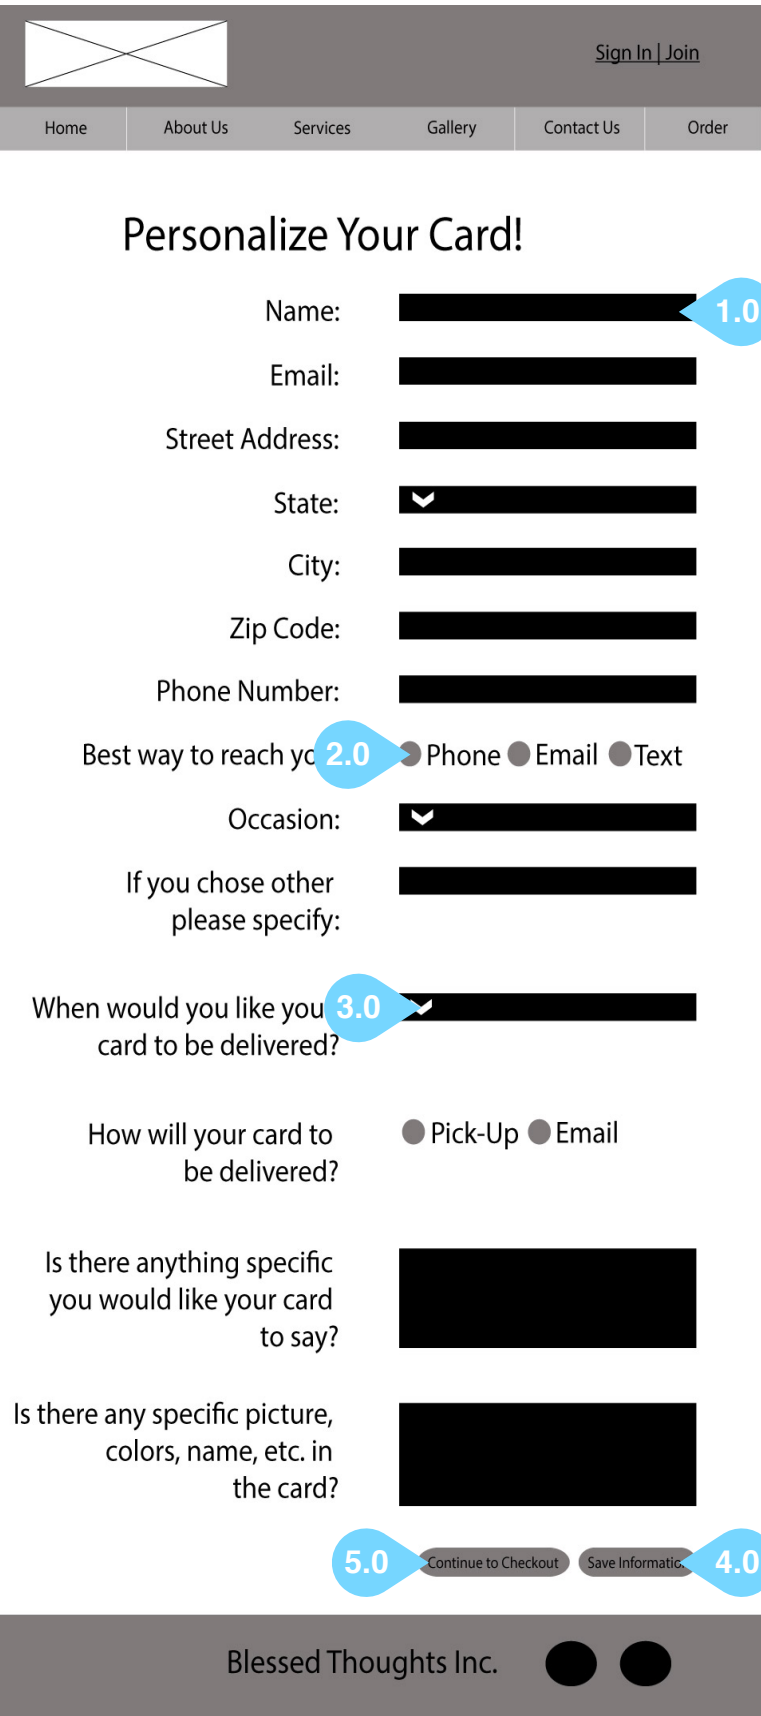 Sign In | Join
Home About Us Services Gallery Contact Us Order
Personalize Your Card!
Name:
1.0
Email:
Street Address:
State:
City:
Zip Code:
Phone Number:
Best way to reach yo 2.0 Phone Email Text
Occasion:
If you chose other
please specify:
When would you like you 3.0
card to be delivered?
How will your card to
be delivered?
Pick-Up Email
Is there anything specific
you would like your card
to say?
Is there any specific picture,
colors, name, etc. in
the card?
5.0 Continue to Checkout Save Information 4.0
Blessed Thoughts Inc.